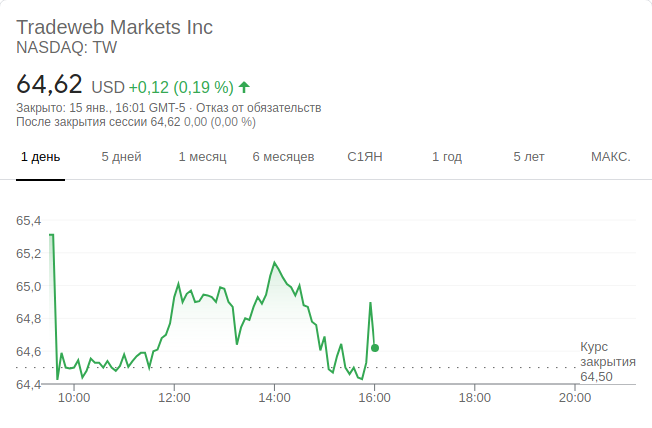 Tradeweb Markets Inc
NASDAQ: TW
64,62 USD +0,12 (0,19 %)
Закрыто: 15 янв., 16:01 GMT-5 · Отказ от обязательств
После закрытия сессии 64,62 0,00 (0,00 %)
1 день 5 дней 1 месяц 6 месяцев С1ЯН 1 год 5 лет МАКС.
65,4
65,2
65,0
64,8
64,6
64,4
Курс
закрытия
64,50
10:00 12:00 14:00 16:00 18:00 20:00